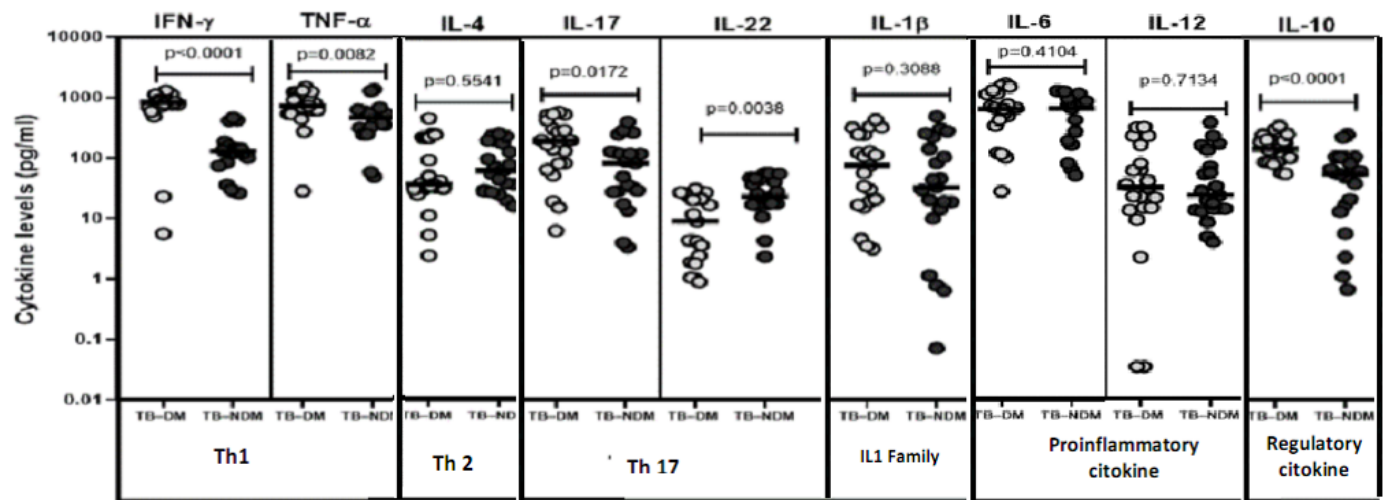 IFN-γ TNF-α IL-4 IL-17 IL-22 IL-1β IL-6 IL-12 IL-10
10000
1000
100
10
1
0.1
0.01
Cytokine levels (pg/ml)
p<0.0001
p=0.0082
p=0.5541
p=0.0172
p=0.0038
p=0.3088
p=0.4104
p=0.7134
p<0.0001
TB-DM TB-NDM TB-DM TB-NDM TB-DM TB-ND TB-DM TB-NDM TB-DM TB-NDM TB-DM TB-NDM TB-DM TB-NDM TB-DM TB-NDM TB-DM TB-NDM
Th1
Th 2
Th 17
IL1 Family
Proinflammatory
citokine
Regulatory
citokine